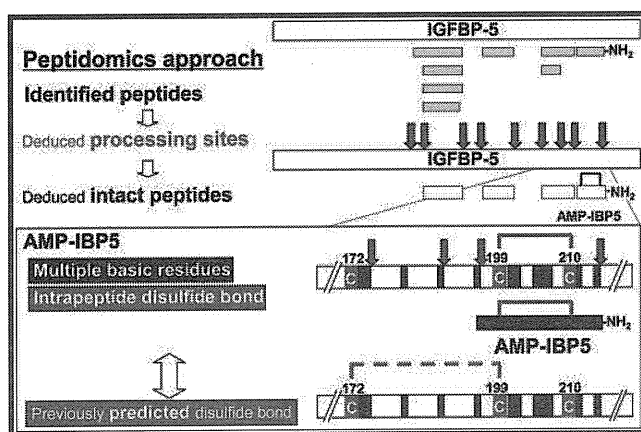 IGFBP-5
Peptidomics approach
-NH₂
Identified peptides
Deduced processing sites
IGFBP-5
Deduced intact peptides
-NH₂
AMP-IBP5
AMP-IBP5
172 199 210
Multiple basic residues
C C C
Intrapeptide disulfide bond
-NH₂
AMP-IBP5
172 199 210
Previously predicted disulfide bond
C C C